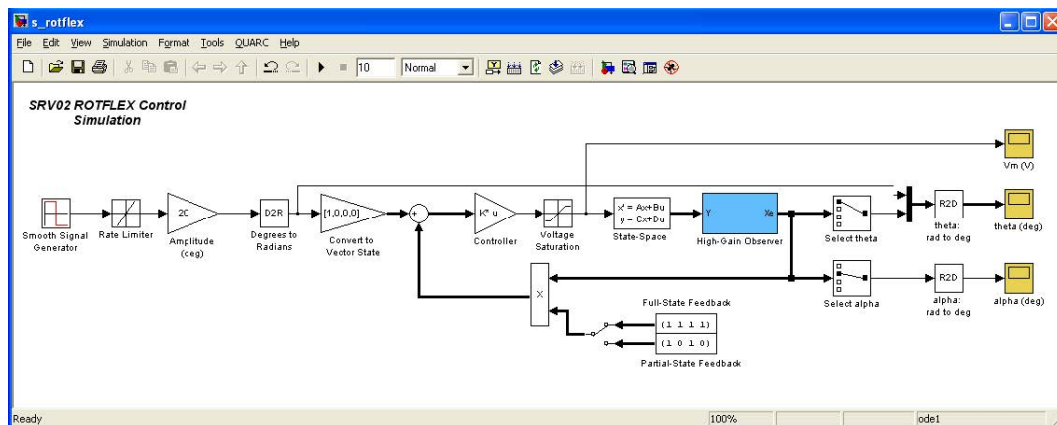 s_rotflex
File Edit View Simulation Format Tools QUARC Help
10 Normal
SRV02 ROTFLEX Control
Simulation
Smooth Signal
Generator
Rate Limiter
2C
Amplitude
(ceg)
D2R
Degrees to
Radians
[1,0,0,0]
Convert to
Vector State
+
K* u
Controller
Voltage
Saturation
x' = Ax+Bu
y = Cx+Du
State-Space
Y Xe
High-Gain Observer
Select theta
R2D
theta:
rad to deg
Vm (V)
theta (deg)
Select alpha
R2D
alpha:
rad to deg
alpha (deg)
X
Full-State Feedback
(1 1 1 1)
(1 0 1 0)
Partial-State Feedback
Ready 100% ode1